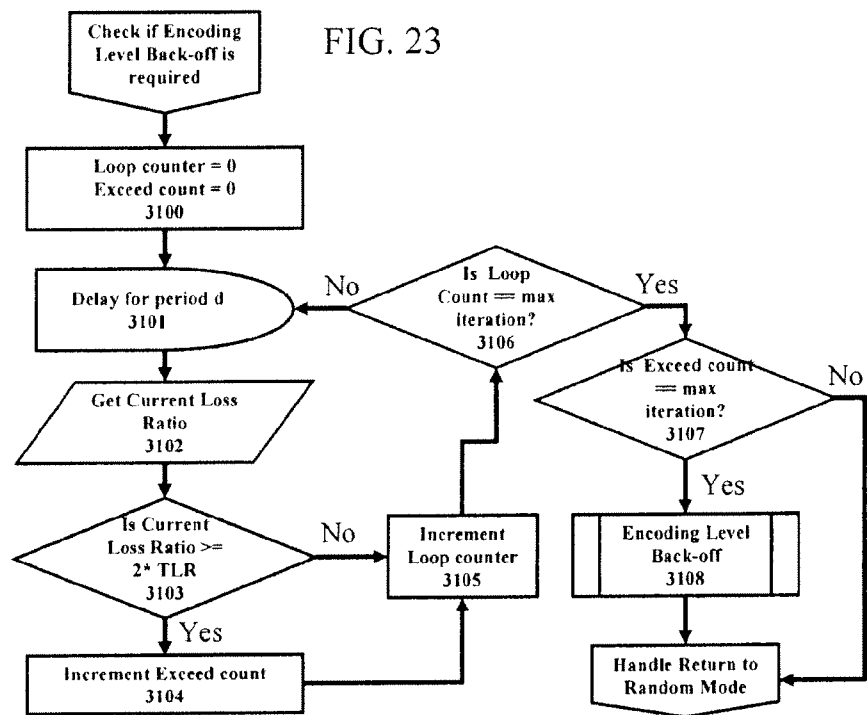 Check if Encoding
Level Back-off is
required
FIG. 23
Loop counter = 0
Exceed count = 0
3100
Delay for period d
3101
No
Is Loop
Count == max
iteration?
3106
Yes
Get Current Loss
Ratio
3102
Is Exceed count
== max
iteration?
3107
No
Yes
Is Current
Loss Ratio >=
2* TLR
3103
No
Yes
Increment
Loop counter
3105
Encoding Level
Back-off
3108
Increment Exceed count
3104
Handle Return to
Random Mode